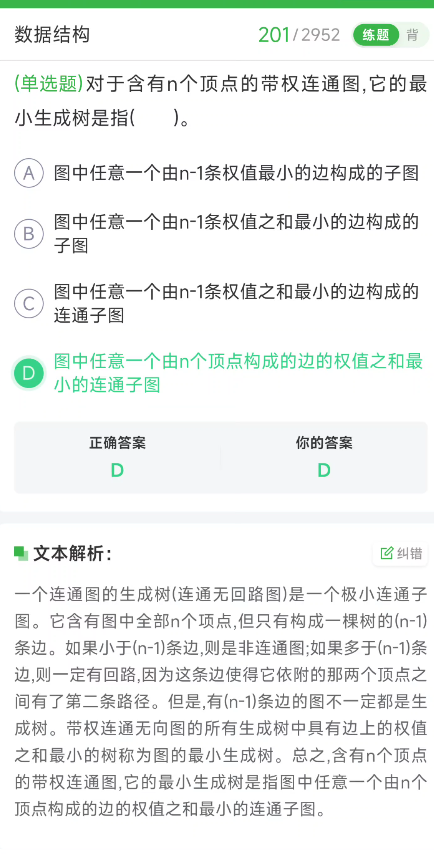 数据结构 201/2952 练题 背
(单选题)对于含有n个顶点的带权连通图,它的最
小生成树是指(  )。
A 图中任意一个由n-1条权值最小的边构成的子图
B 图中任意一个由n-1条权值之和最小的边构成的
子图
C 图中任意一个由n-1条权值之和最小的边构成的
连通子图
D 图中任意一个由n个顶点构成的边的权值之和最
小的连通子图
正确答案 你的答案
D D
文本解析: 纠错
一个连通图的生成树(连通无回路图)是一个极小连通子
图。它含有图中全部n个项点,但只有构成一棵树的(n-1)
条边。如果小于(n-1)条边,则是非连通图;如果多于(n-1)条
边,则一定有回路,因为这条边使得它依附的那两个顶点之
间有了第二条路径。但是,有(n-1)条边的图不一定都是生
成树。带权连通无向图的所有生成树中具有边上的权值
之和最小的树称为图的最小生成树。总之,含有n个顶点
的带权连通图,它的最小生成树是指图中任意一个由n个
顶点构成的边的权值之和最小的连通子图。